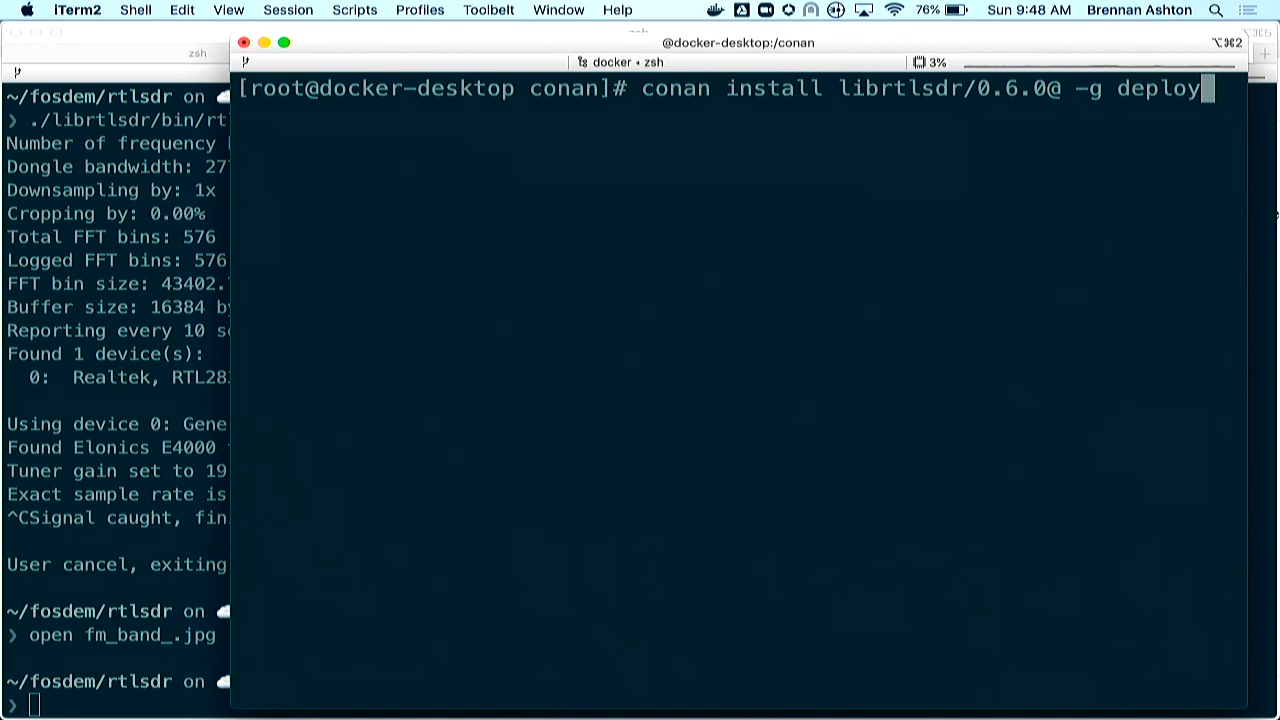 iTerm2 Shell Edit View Session Scripts Profiles Toolbelt Window Help 76% Sun 9:48 AM Brennan Ashton
@docker-desktop:/conan ⌥⌘2
zsh
docker • zsh 3%
[root@docker-desktop conan]# conan install librtlsdr/0.6.0@ -g deploy
~/fosdem/rtlsdr on
❯ ./librtlsdr/bin/rt
Number of frequency
Dongle bandwidth: 27
Downsampling by: 1x
Cropping by: 0.00%
Total FFT bins: 576
Logged FFT bins: 576
FFT bin size: 43402.
Buffer size: 16384 b
Reporting every 10 s
Found 1 device(s):
0: Realtek, RTL28
Using device 0: Gene
Found Elonics E4000
Tuner gain set to 19
Exact sample rate is
^CSignal caught, fin
User cancel, exiting
~/fosdem/rtlsdr on
❯ open fm_band_.jpg
~/fosdem/rtlsdr on
❯